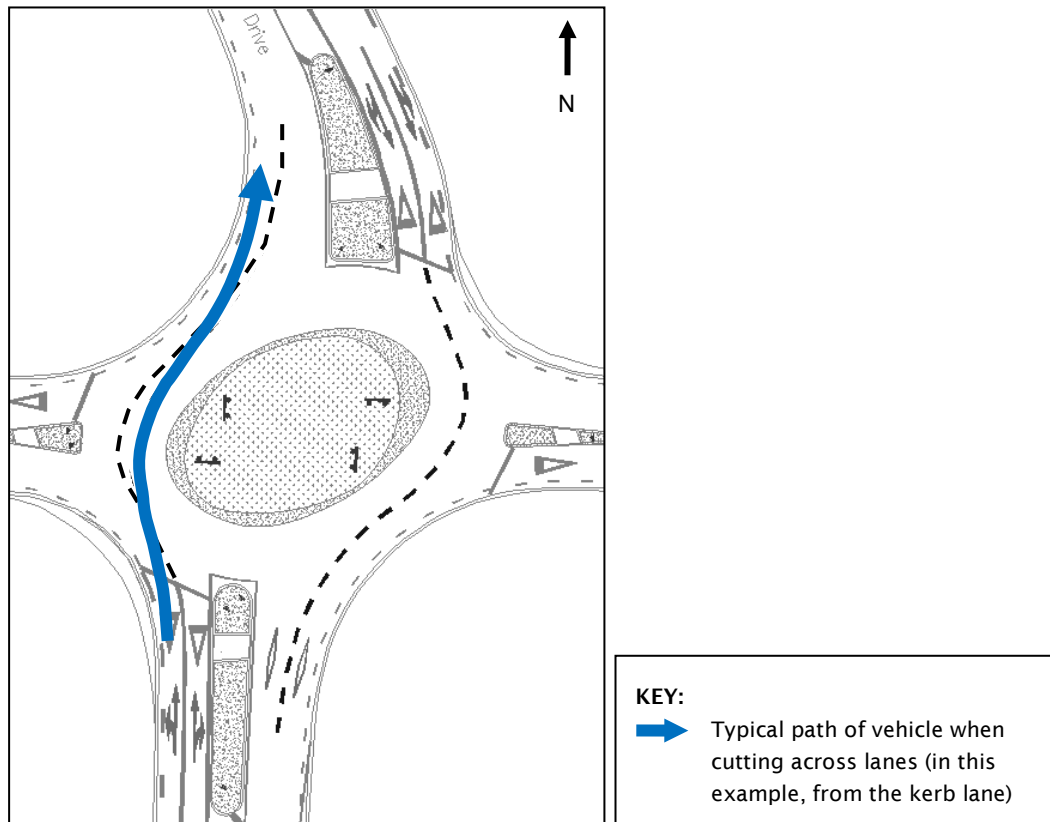 Drive
N
KEY:
Typical path of vehicle when
cutting across lanes (in this
example, from the kerb lane)